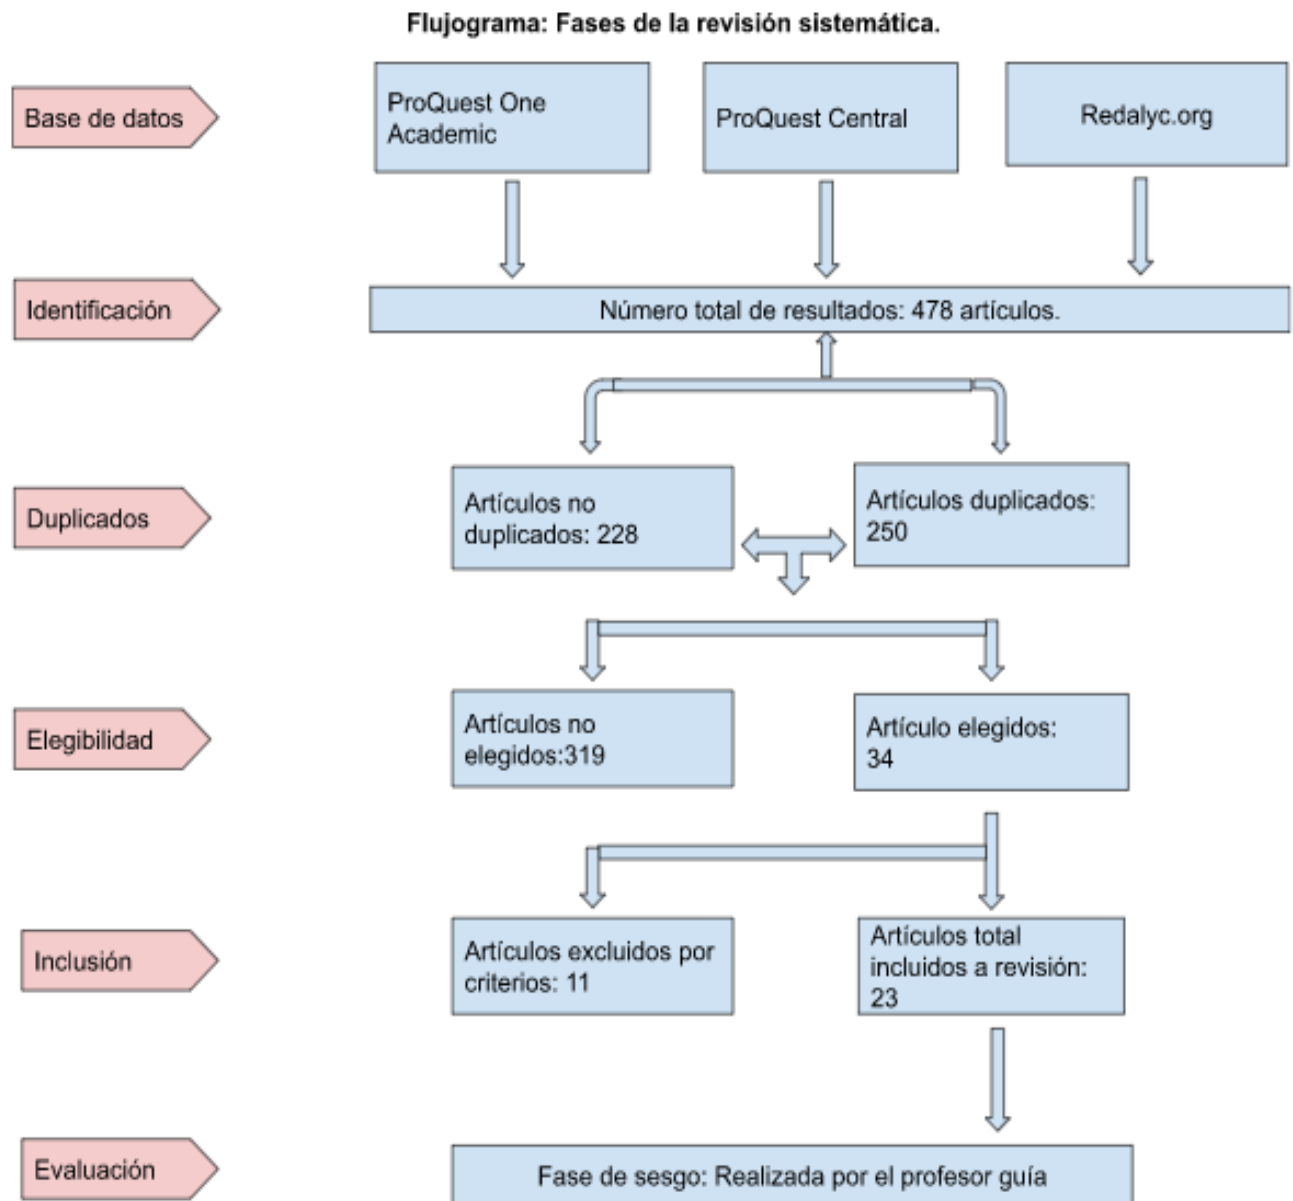 Flujograma: Fases de la revisión sistemática.
Base de datos
ProQuest One
Academic
ProQuest Central
Redalyc.org
Identificación
Número total de resultados: 478 artículos.
Duplicados
Artículos no
duplicados: 228
Artículos duplicados:
250
Elegibilidad
Artículos no
elegidos:319
Artículo elegidos:
34
Inclusión
Artículos excluidos por
criterios: 11
Artículos total
incluidos a revisión:
23
Evaluación
Fase de sesgo: Realizada por el profesor guía